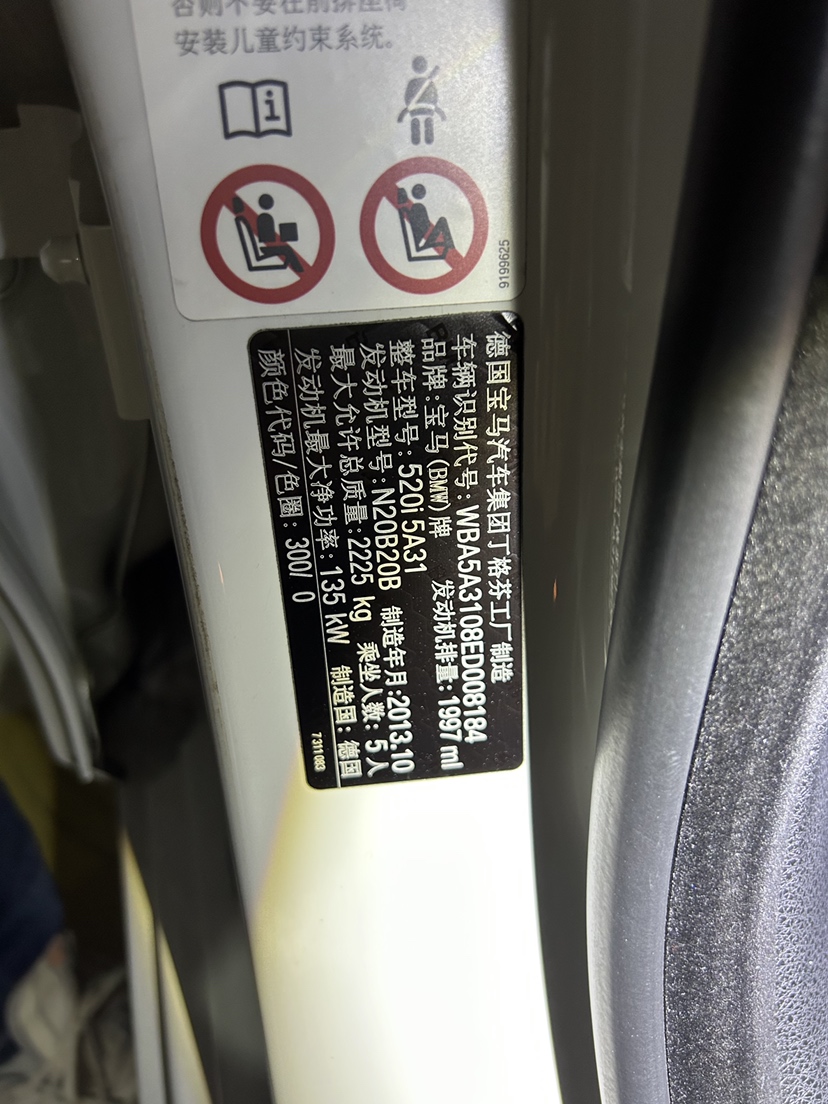 安装儿童约束系统。
9199625
德国宝马汽车集团丁格芬工厂制造
车辆识别代号: WBA5A3108ED008184
品牌: 宝马(BMW)牌 发动机排量: 1997 ml
整车型号: 520i 5A31 制造年月:2013.10
发动机型号: N20B20B 乘坐人数: 5人
最大允许总质量: 2225 kg
发动机最大净功率: 135 kW 制造国: 德国
颜色代码/色圈: 300/ 0
7 311 083